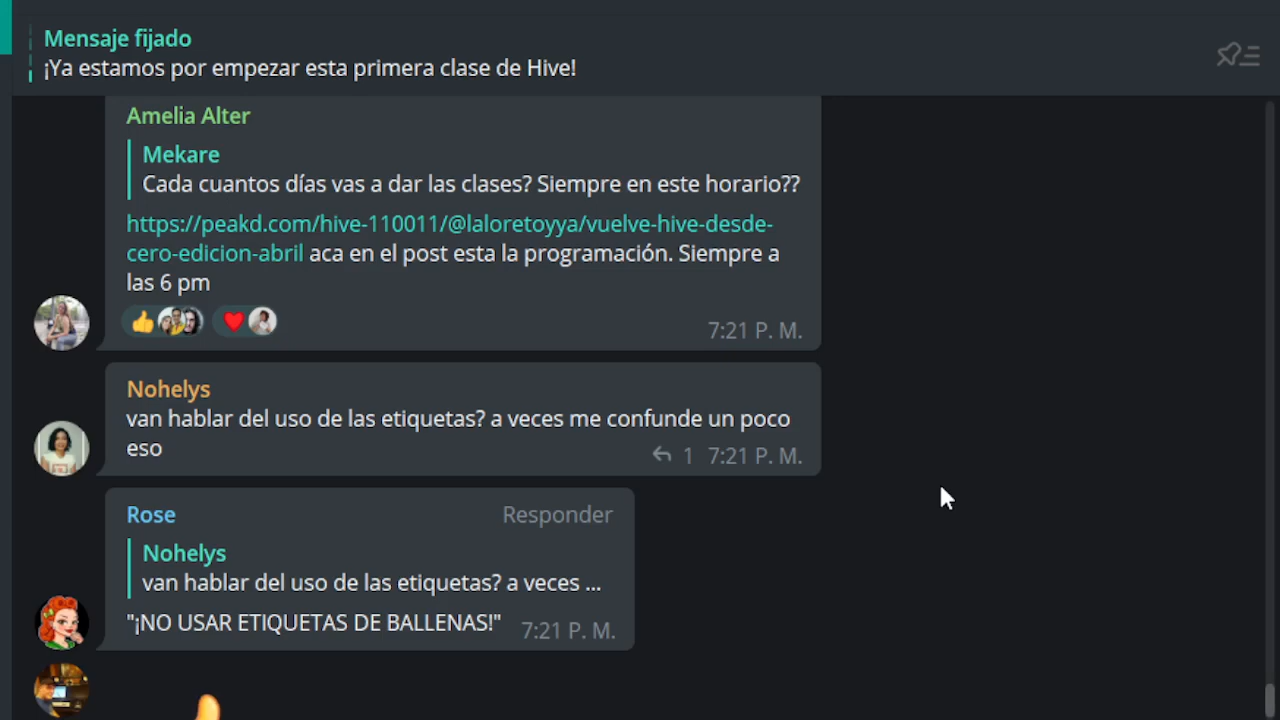 Mensaje fijado
¡Ya estamos por empezar esta primera clase de Hive!
Amelia Alter
Mekare
Cada cuantos días vas a dar las clases? Siempre en este horario??
https://peakd.com/hive-110011/@laloretoyya/vuelve-hive-desde-
cero-edicion-abril aca en el post esta la programación. Siempre a
las 6 pm
7:21 P. M.
Nohelys
van hablar del uso de las etiquetas? a veces me confunde un poco
eso
1 7:21 P. M.
Rose Responder
Nohelys
van hablar del uso de las etiquetas? a veces ...
"¡NO USAR ETIQUETAS DE BALLENAS!" 7:21 P. M.